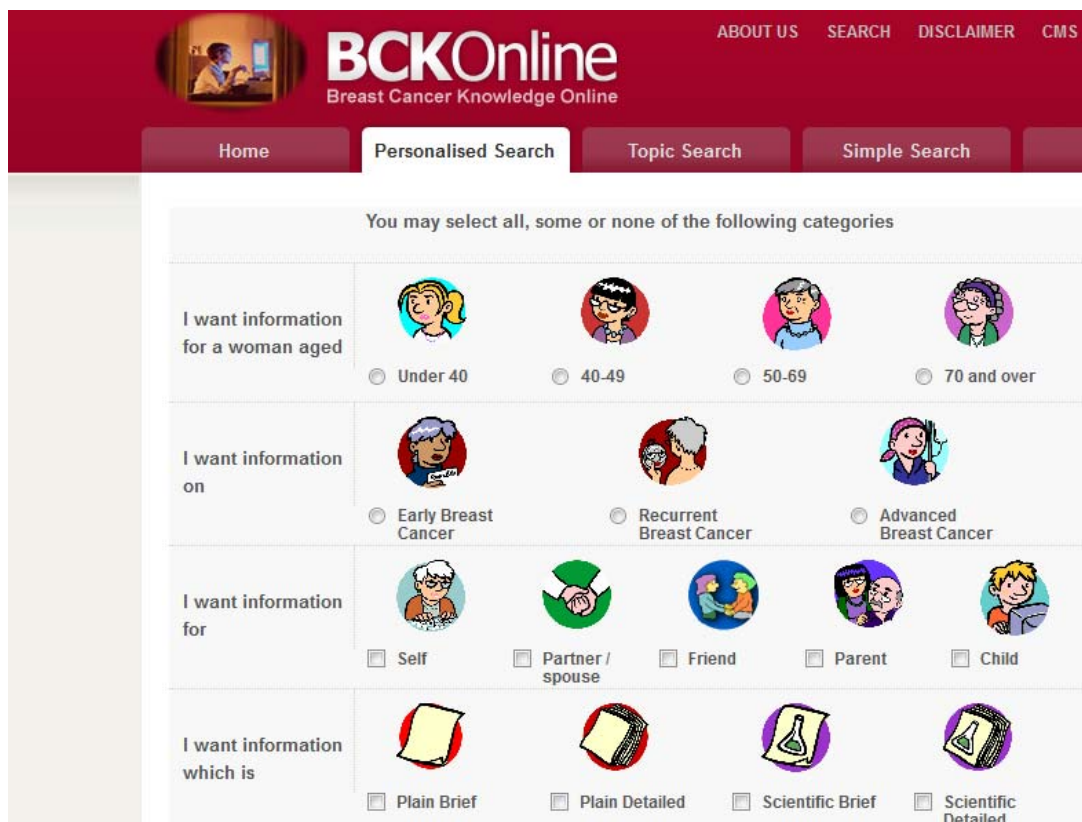 ABOUT US SEARCH DISCLAIMER CMS
BCKOnline
Breast Cancer Knowledge Online
Home Personalised Search Topic Search Simple Search
You may select all, some or none of the following categories
I want information
for a woman aged
Under 40 40-49 50-69 70 and over
I want information
on
Early Breast
Cancer
Recurrent
Breast Cancer
Advanced
Breast Cancer
I want information
for
Self
Partner /
spouse
Friend Parent Child
I want information
which is
Plain Brief Plain Detailed Scientific Brief Scientific
Detailed